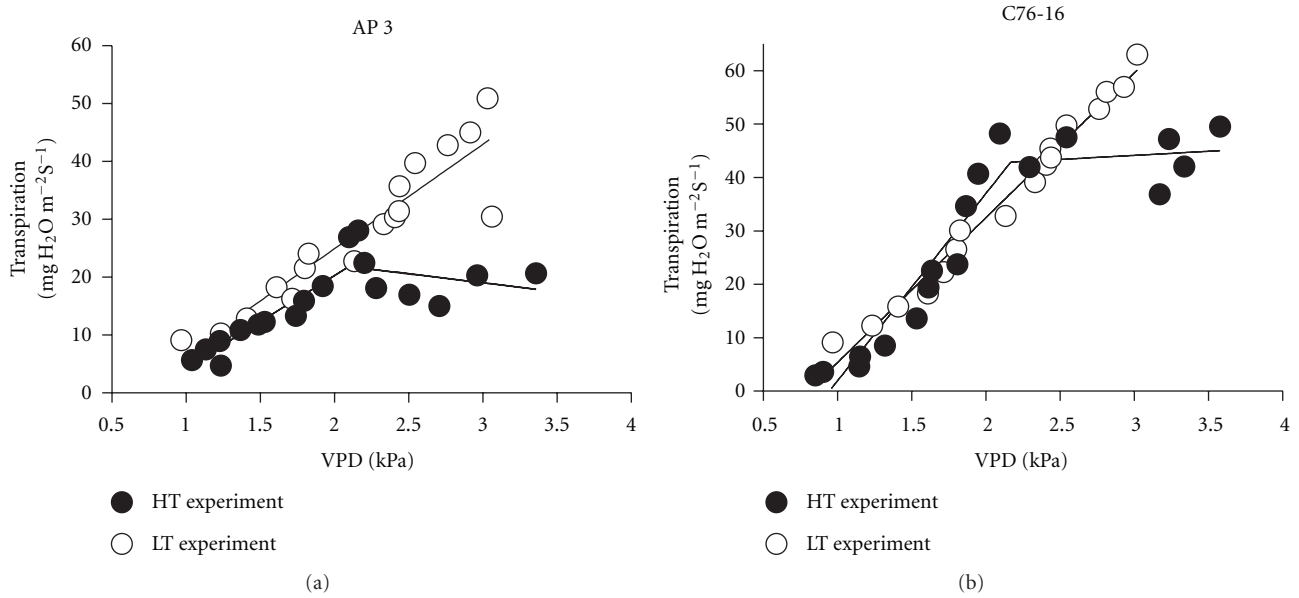 AP 3
60
50
40
30
20
10
0
Transpiration
(mg H₂O m⁻²S⁻¹)
0.5 1 1.5 2 2.5 3 3.5 4
VPD (kPa)
HT experiment
LT experiment
(a)
C76-16
60
50
40
30
20
10
0
Transpiration
(mg H₂O m⁻²S⁻¹)
0.5 1 1.5 2 2.5 3 3.5 4
VPD (kPa)
HT experiment
LT experiment
(b)